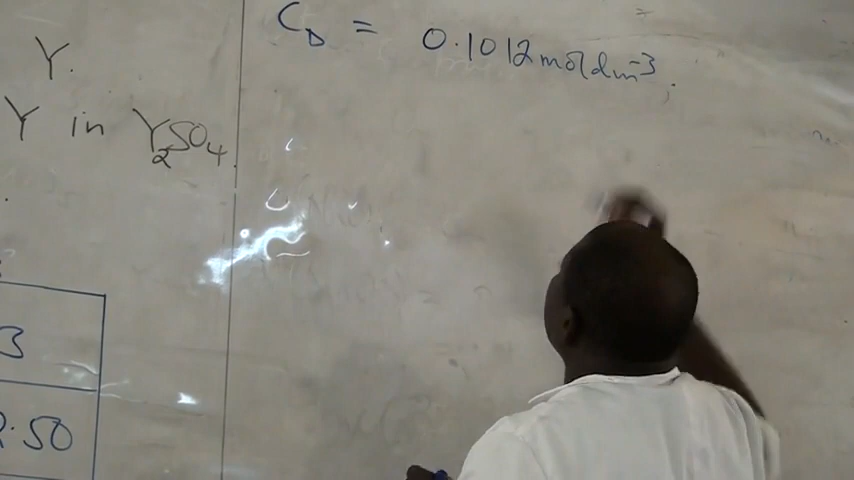 Y.
Y in Y₂SO₄.
3
2.50
C_D = 0.1012 mol dm⁻³.